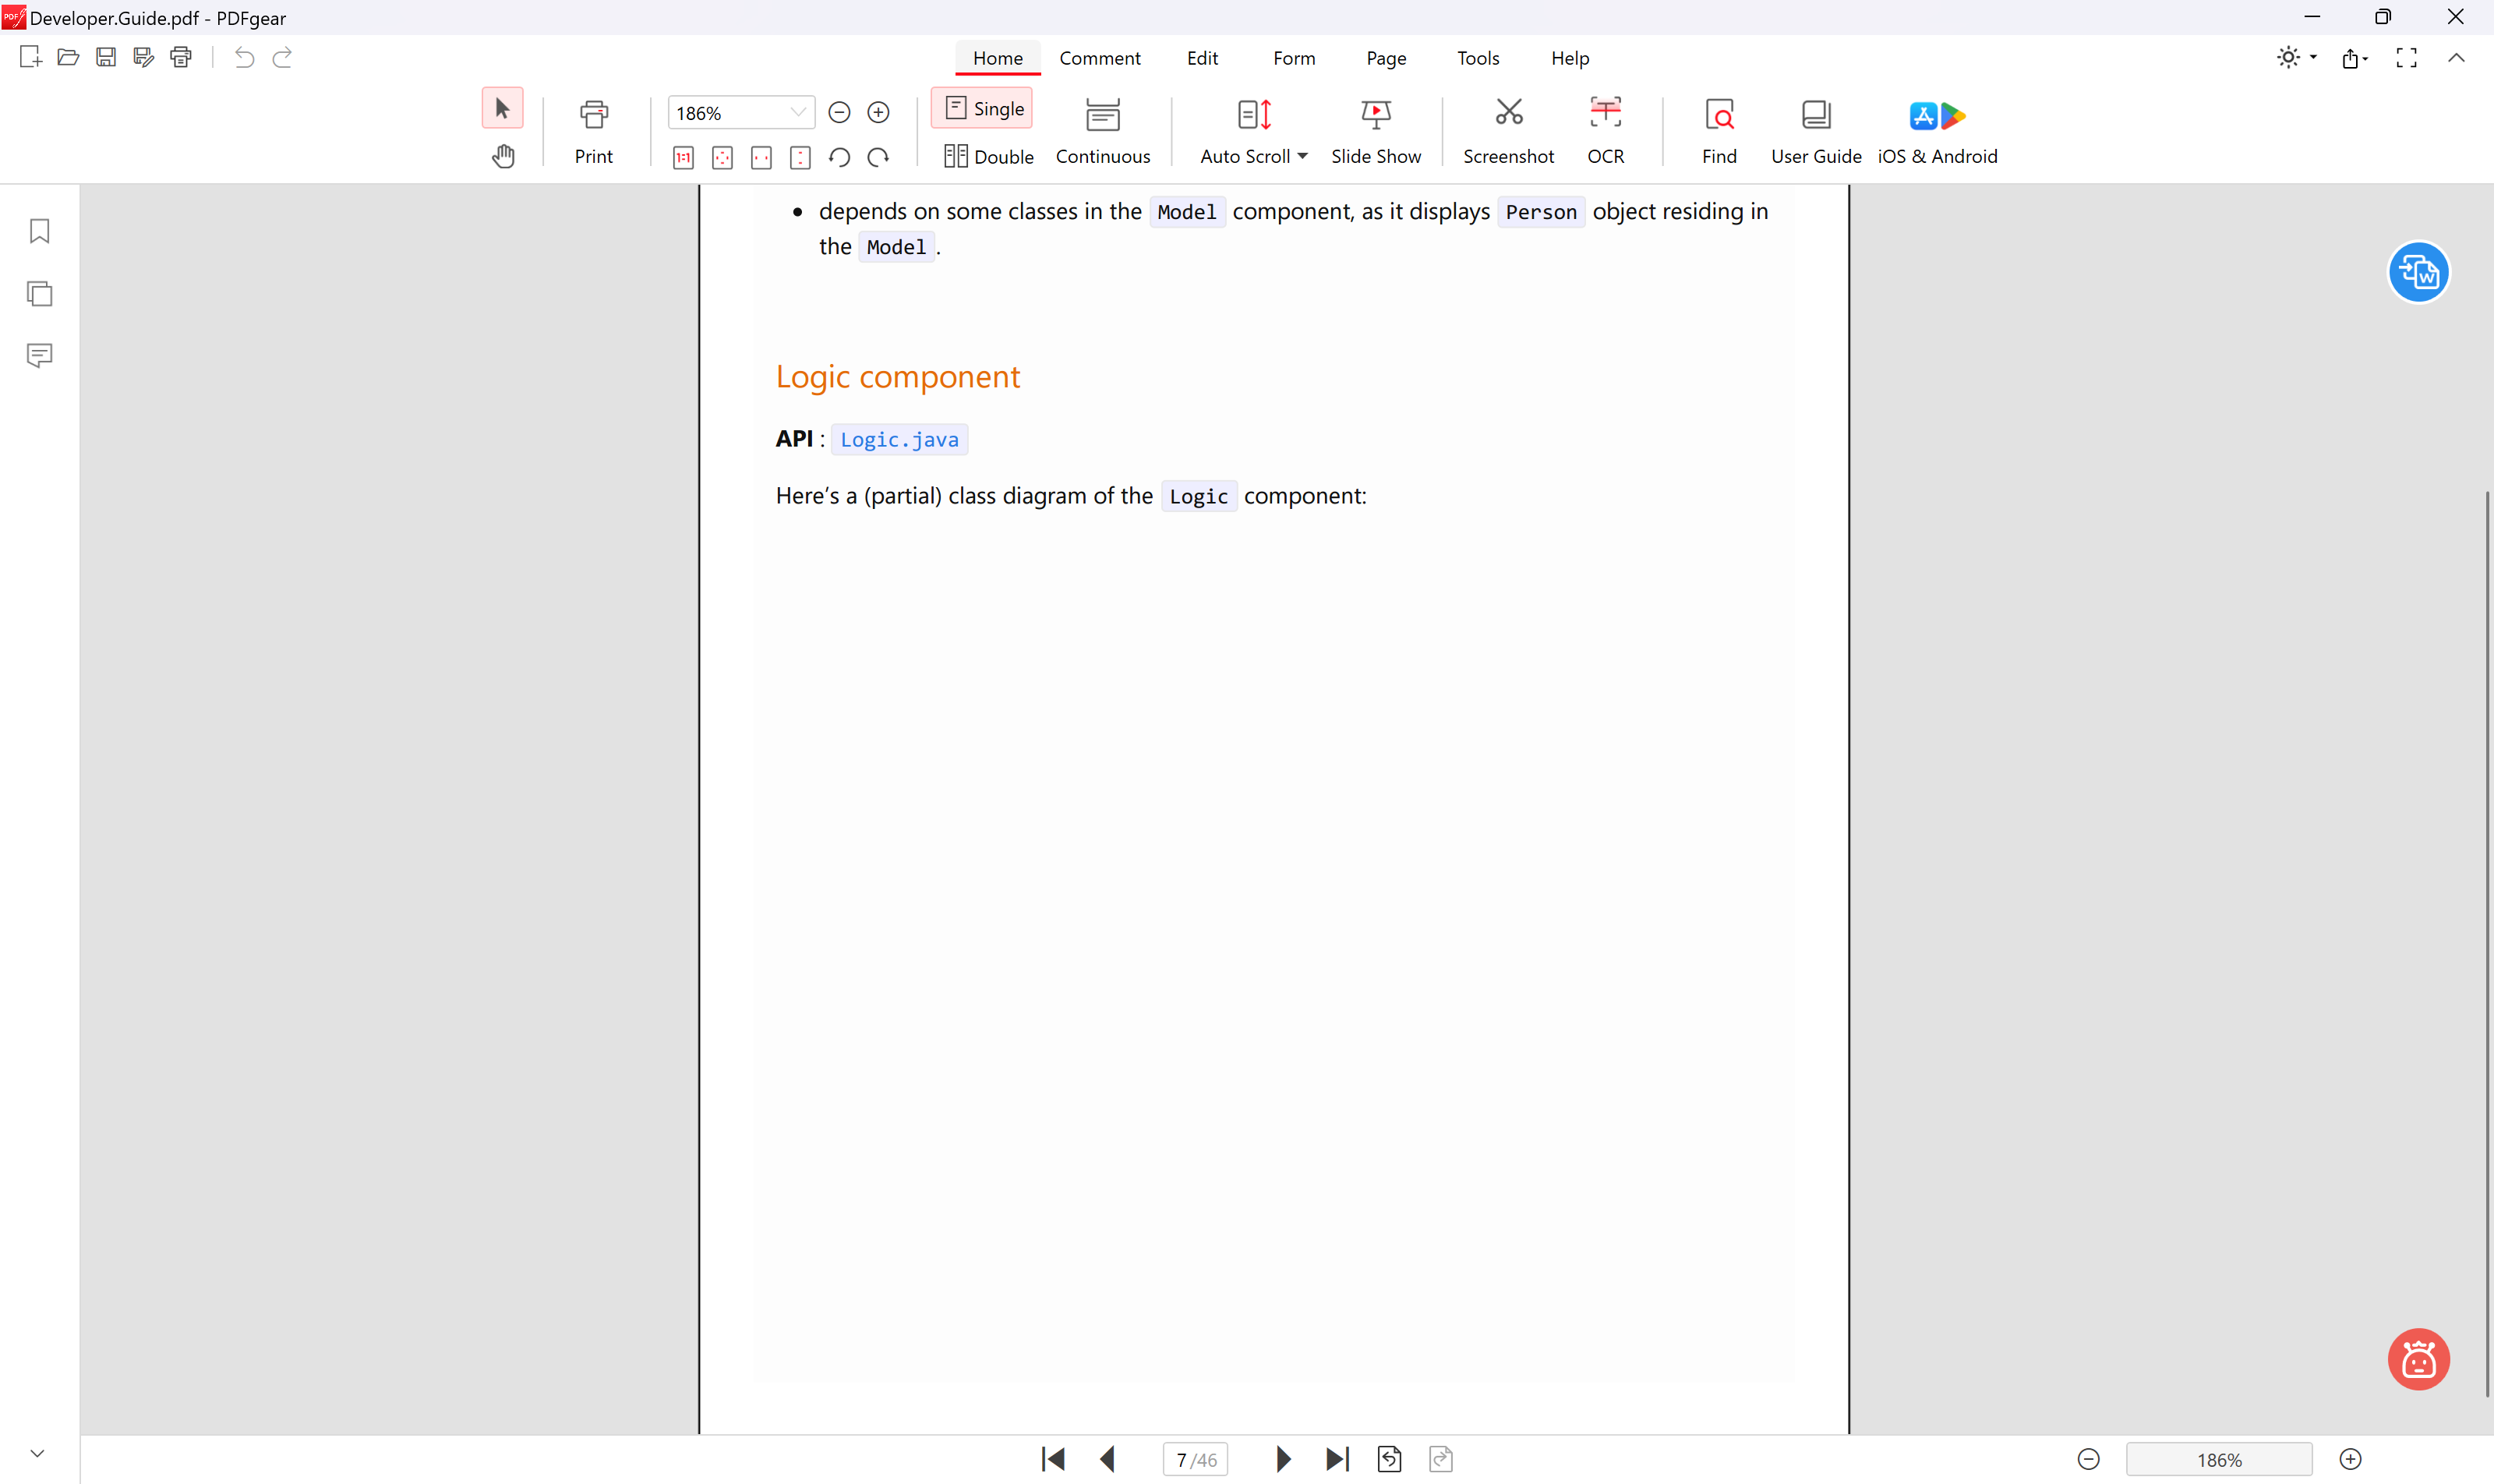 Developer.Guide.pdf - PDFgear
Home Comment Edit Form Page Tools Help
186% Single
Print Double Continuous Auto Scroll Slide Show Screenshot OCR Find User Guide iOS & Android
• depends on some classes in the Model component, as it displays Person object residing in
the Model .
Logic component
API : Logic.java
Here's a (partial) class diagram of the Logic component:
7 /46 186%